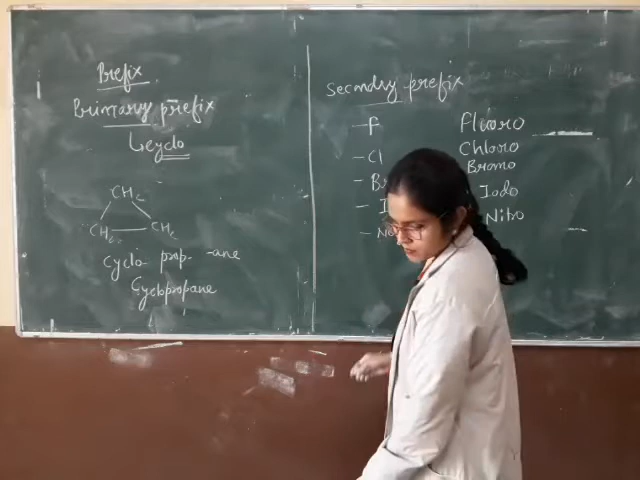 Prefix
Primary prefix
Cyclo
CH2
CH2 CH2
Cyclo- prop- -ane
Cyclopropane
Secondry prefix
-F Fluoro
-Cl Chloro
-B Bromo
- Iodo
-N Nitro